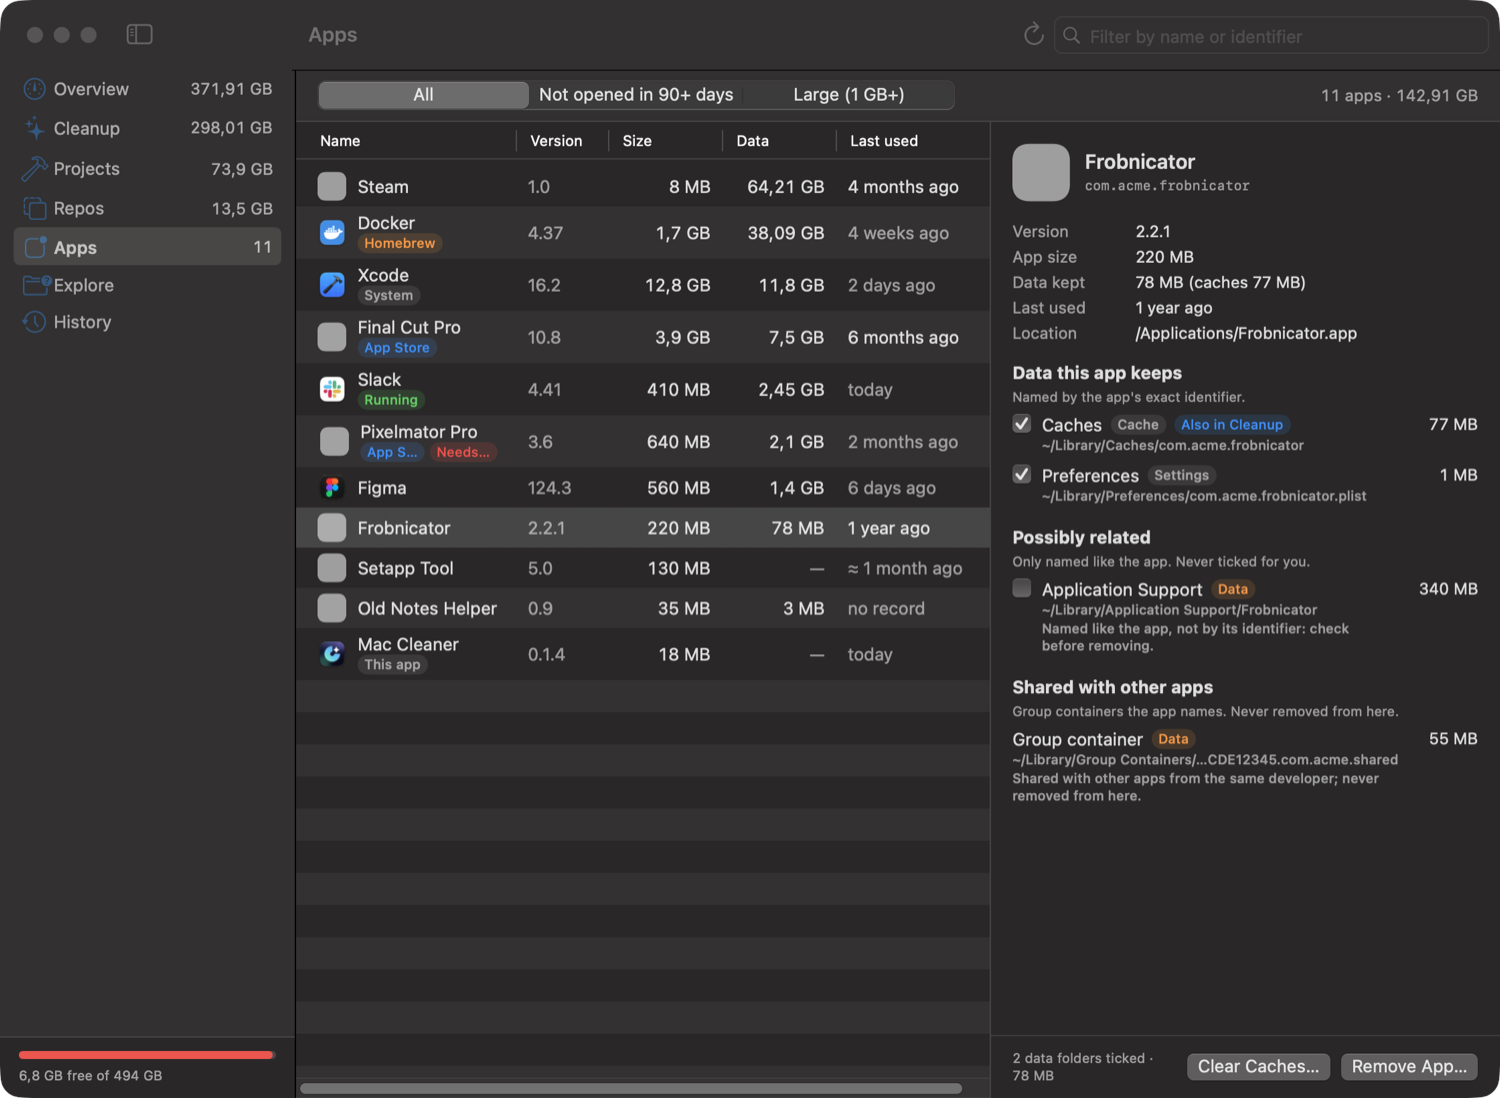 Apps
Filter by name or identifier
Overview 371,91 GB
Cleanup 298,01 GB
Projects 73,9 GB
Repos 13,5 GB
Apps 11
Explore
History
6,8 GB free of 494 GB
All Not opened in 90+ days Large (1 GB+)
11 apps · 142,91 GB
Name Version Size Data Last used
Steam 1.0 8 MB 64,21 GB 4 months ago
Docker 4.37 1,7 GB 38,09 GB 4 weeks ago
Homebrew
Xcode 16.2 12,8 GB 11,8 GB 2 days ago
System
Final Cut Pro 10.8 3,9 GB 7,5 GB 6 months ago
App Store
Slack 4.41 410 MB 2,45 GB today
Running
Pixelmator Pro 3.6 640 MB 2,1 GB 2 months ago
App S... Needs...
Figma 124.3 560 MB 1,4 GB 6 days ago
Frobnicator 2.2.1 220 MB 78 MB 1 year ago
Setapp Tool 5.0 130 MB — ≈ 1 month ago
Old Notes Helper 0.9 35 MB 3 MB no record
Mac Cleaner 0.1.4 18 MB — today
This app
Frobnicator
com.acme.frobnicator
Version 2.2.1
App size 220 MB
Data kept 78 MB (caches 77 MB)
Last used 1 year ago
Location /Applications/Frobnicator.app
Data this app keeps
Named by the app's exact identifier.
Caches Cache Also in Cleanup 77 MB
~/Library/Caches/com.acme.frobnicator
Preferences Settings 1 MB
~/Library/Preferences/com.acme.frobnicator.plist
Possibly related
Only named like the app. Never ticked for you.
Application Support Data 340 MB
~/Library/Application Support/Frobnicator
Named like the app, not by its identifier: check
before removing.
Shared with other apps
Group containers the app names. Never removed from here.
Group container Data 55 MB
~/Library/Group Containers/...CDE12345.com.acme.shared
Shared with other apps from the same developer; never
removed from here.
2 data folders ticked ·
78 MB
Clear Caches... Remove App...